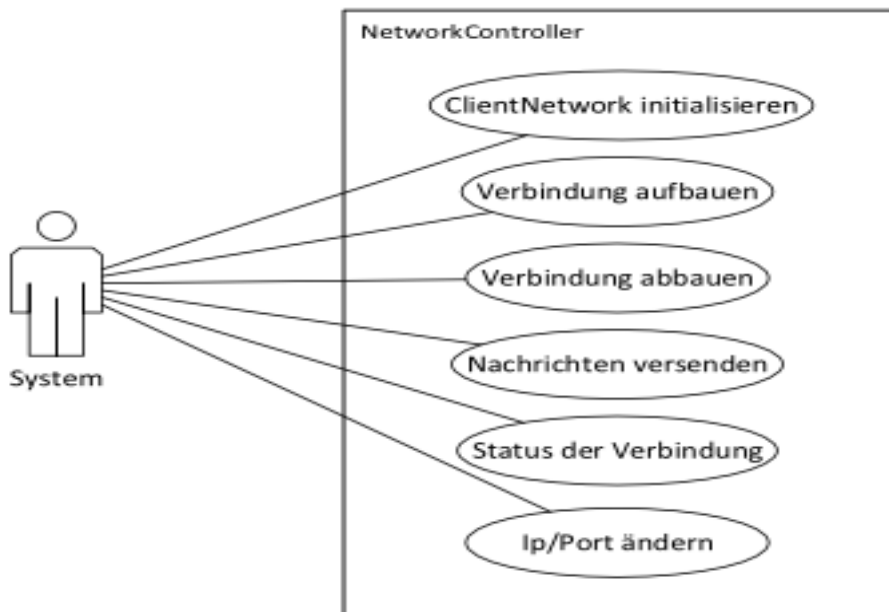 NetworkController
ClientNetwork initialisieren
Verbindung aufbauen
Verbindung abbauen
Nachrichten versenden
System
Status der Verbindung
Ip/Port ändern